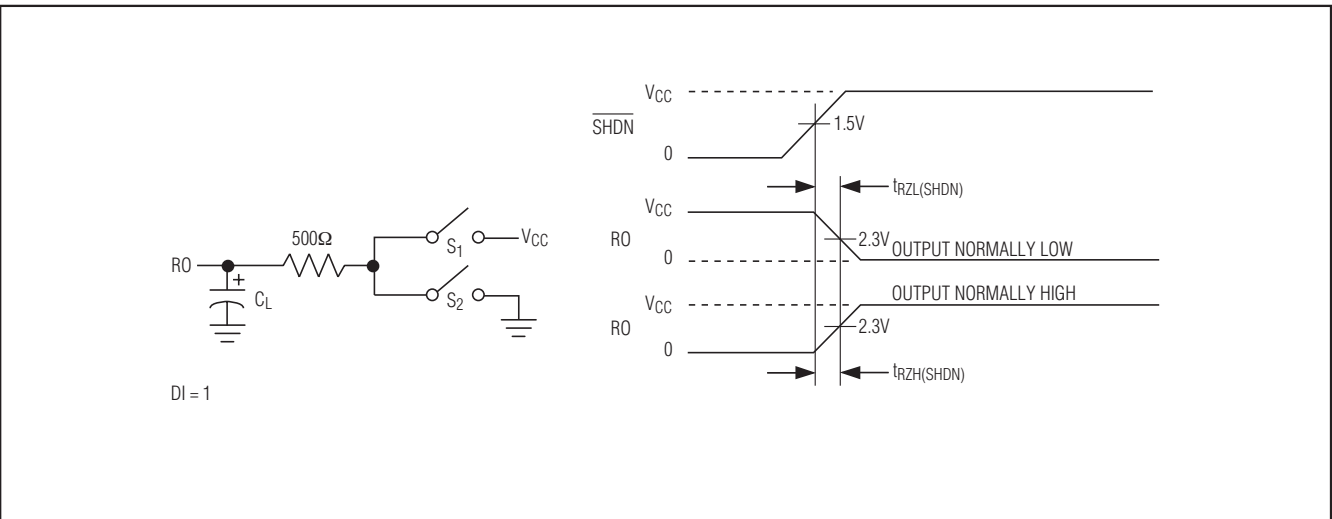 500Ω
RO
+
CL
S1
VCC
S2
DI = 1
VCC
SHDN
0
1.5V
tRZL(SHDN)
VCC
RO
0
2.3V
OUTPUT NORMALLY LOW
VCC
RO
0
OUTPUT NORMALLY HIGH
2.3V
tRZH(SHDN)